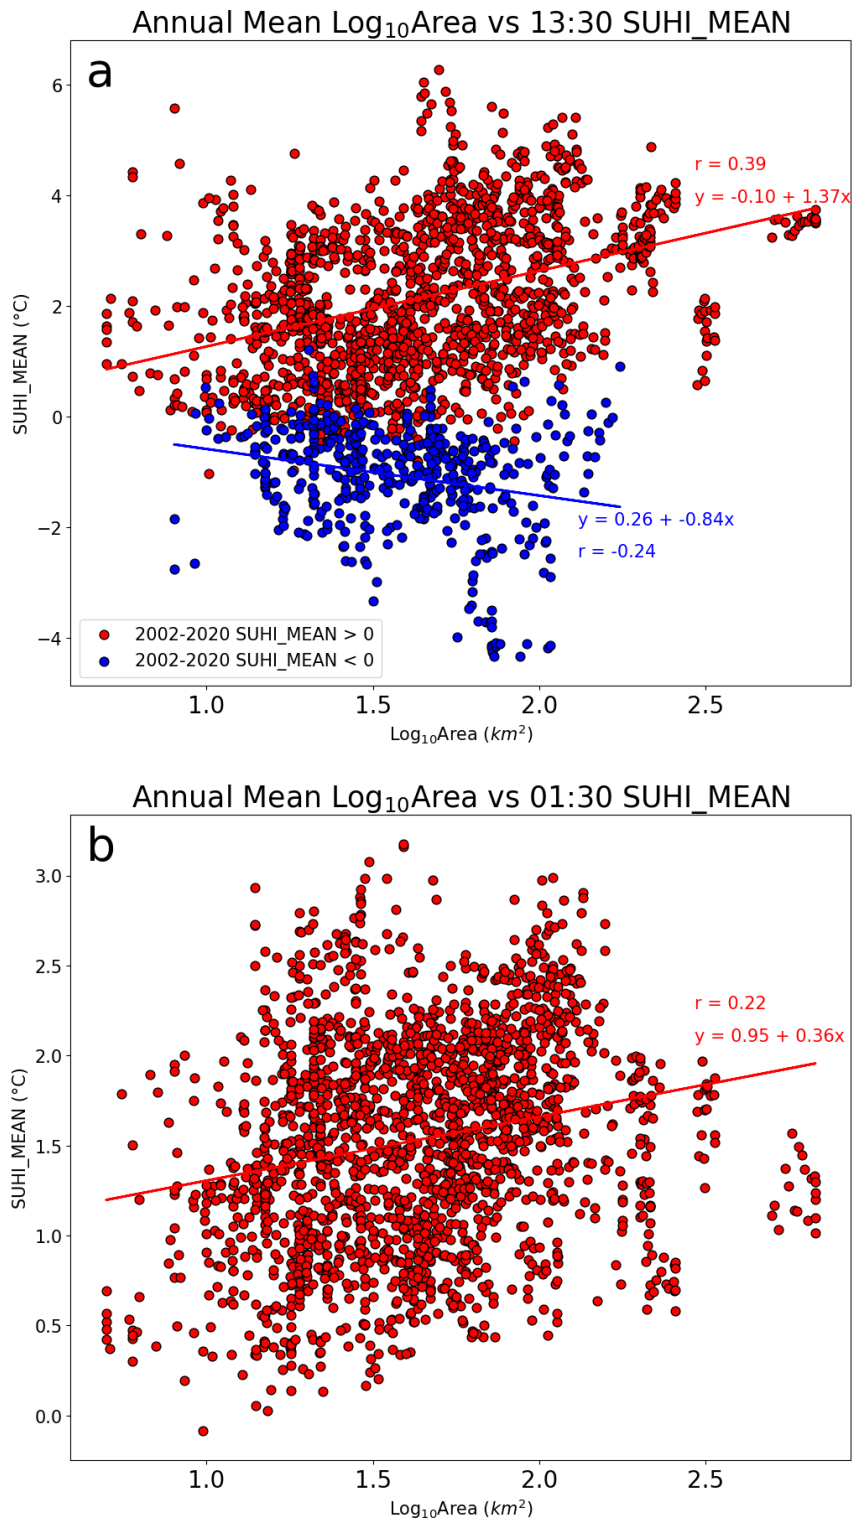 Annual Mean Log₁₀Area vs 13:30 SUHI_MEAN
a
6
4
2
0
−2
−4
SUHI_MEAN (°C)
r = 0.39
y = -0.10 + 1.37x
y = 0.26 + -0.84x
r = -0.24
2002-2020 SUHI_MEAN > 0
2002-2020 SUHI_MEAN < 0
1.0 1.5 2.0 2.5
Log₁₀Area (km²)
Annual Mean Log₁₀Area vs 01:30 SUHI_MEAN
b
3.0
2.5
2.0
1.5
1.0
0.5
0.0
SUHI_MEAN (°C)
r = 0.22
y = 0.95 + 0.36x
1.0 1.5 2.0 2.5
Log₁₀Area (km²)